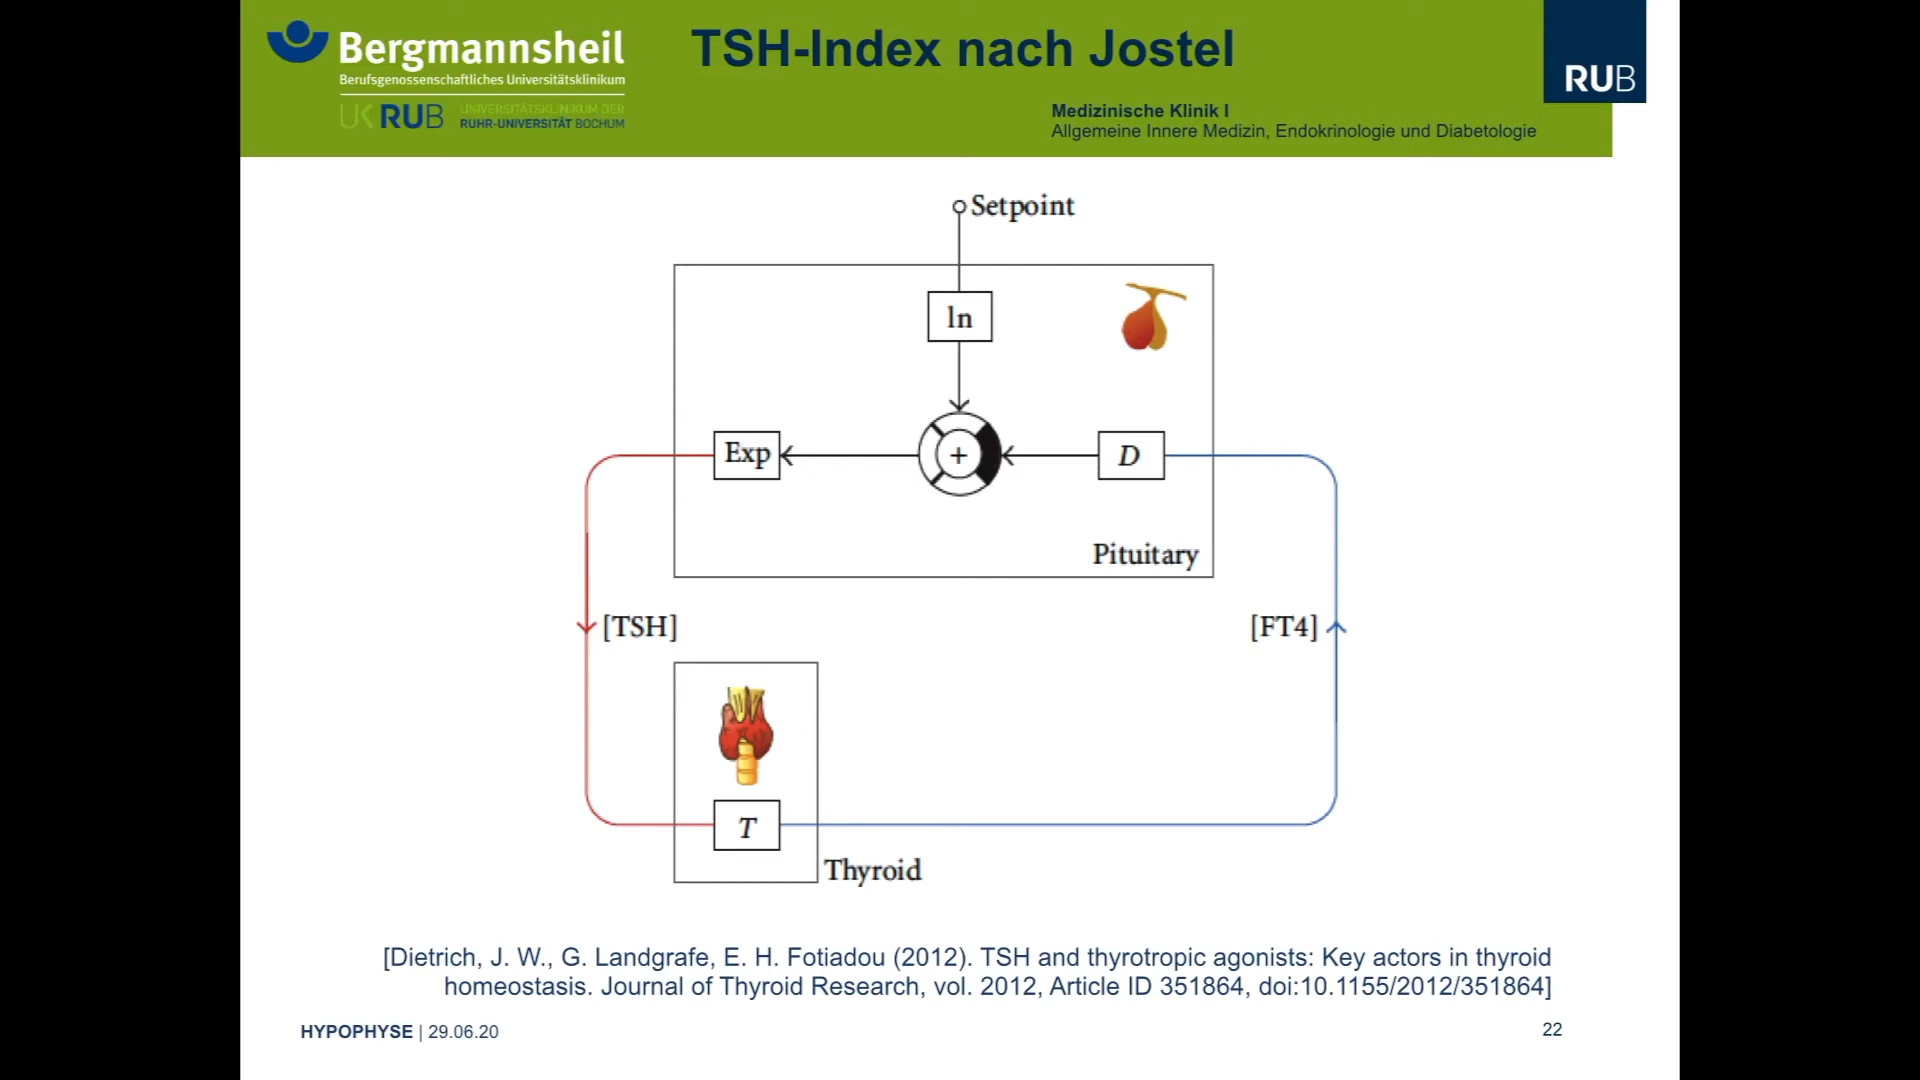 Bergmannsheil
Berufsgenossenschaftliches Universitätsklinikum
UK RUB
UNIVERSITÄTSKLINIKUM DER
RUHR-UNIVERSITÄT BOCHUM
TSH-Index nach Jostel
Medizinische Klinik I
Allgemeine Innere Medizin, Endokrinologie und Diabetologie
RUB
Setpoint
ln
Exp
+
D
Pituitary
[TSH]
[FT4]
T
Thyroid
[Dietrich, J. W., G. Landgrafe, E. H. Fotiadou (2012). TSH and thyrotropic agonists: Key actors in thyroid
homeostasis. Journal of Thyroid Research, vol. 2012, Article ID 351864, doi:10.1155/2012/351864]
HYPOPHYSE | 29.06.20
22